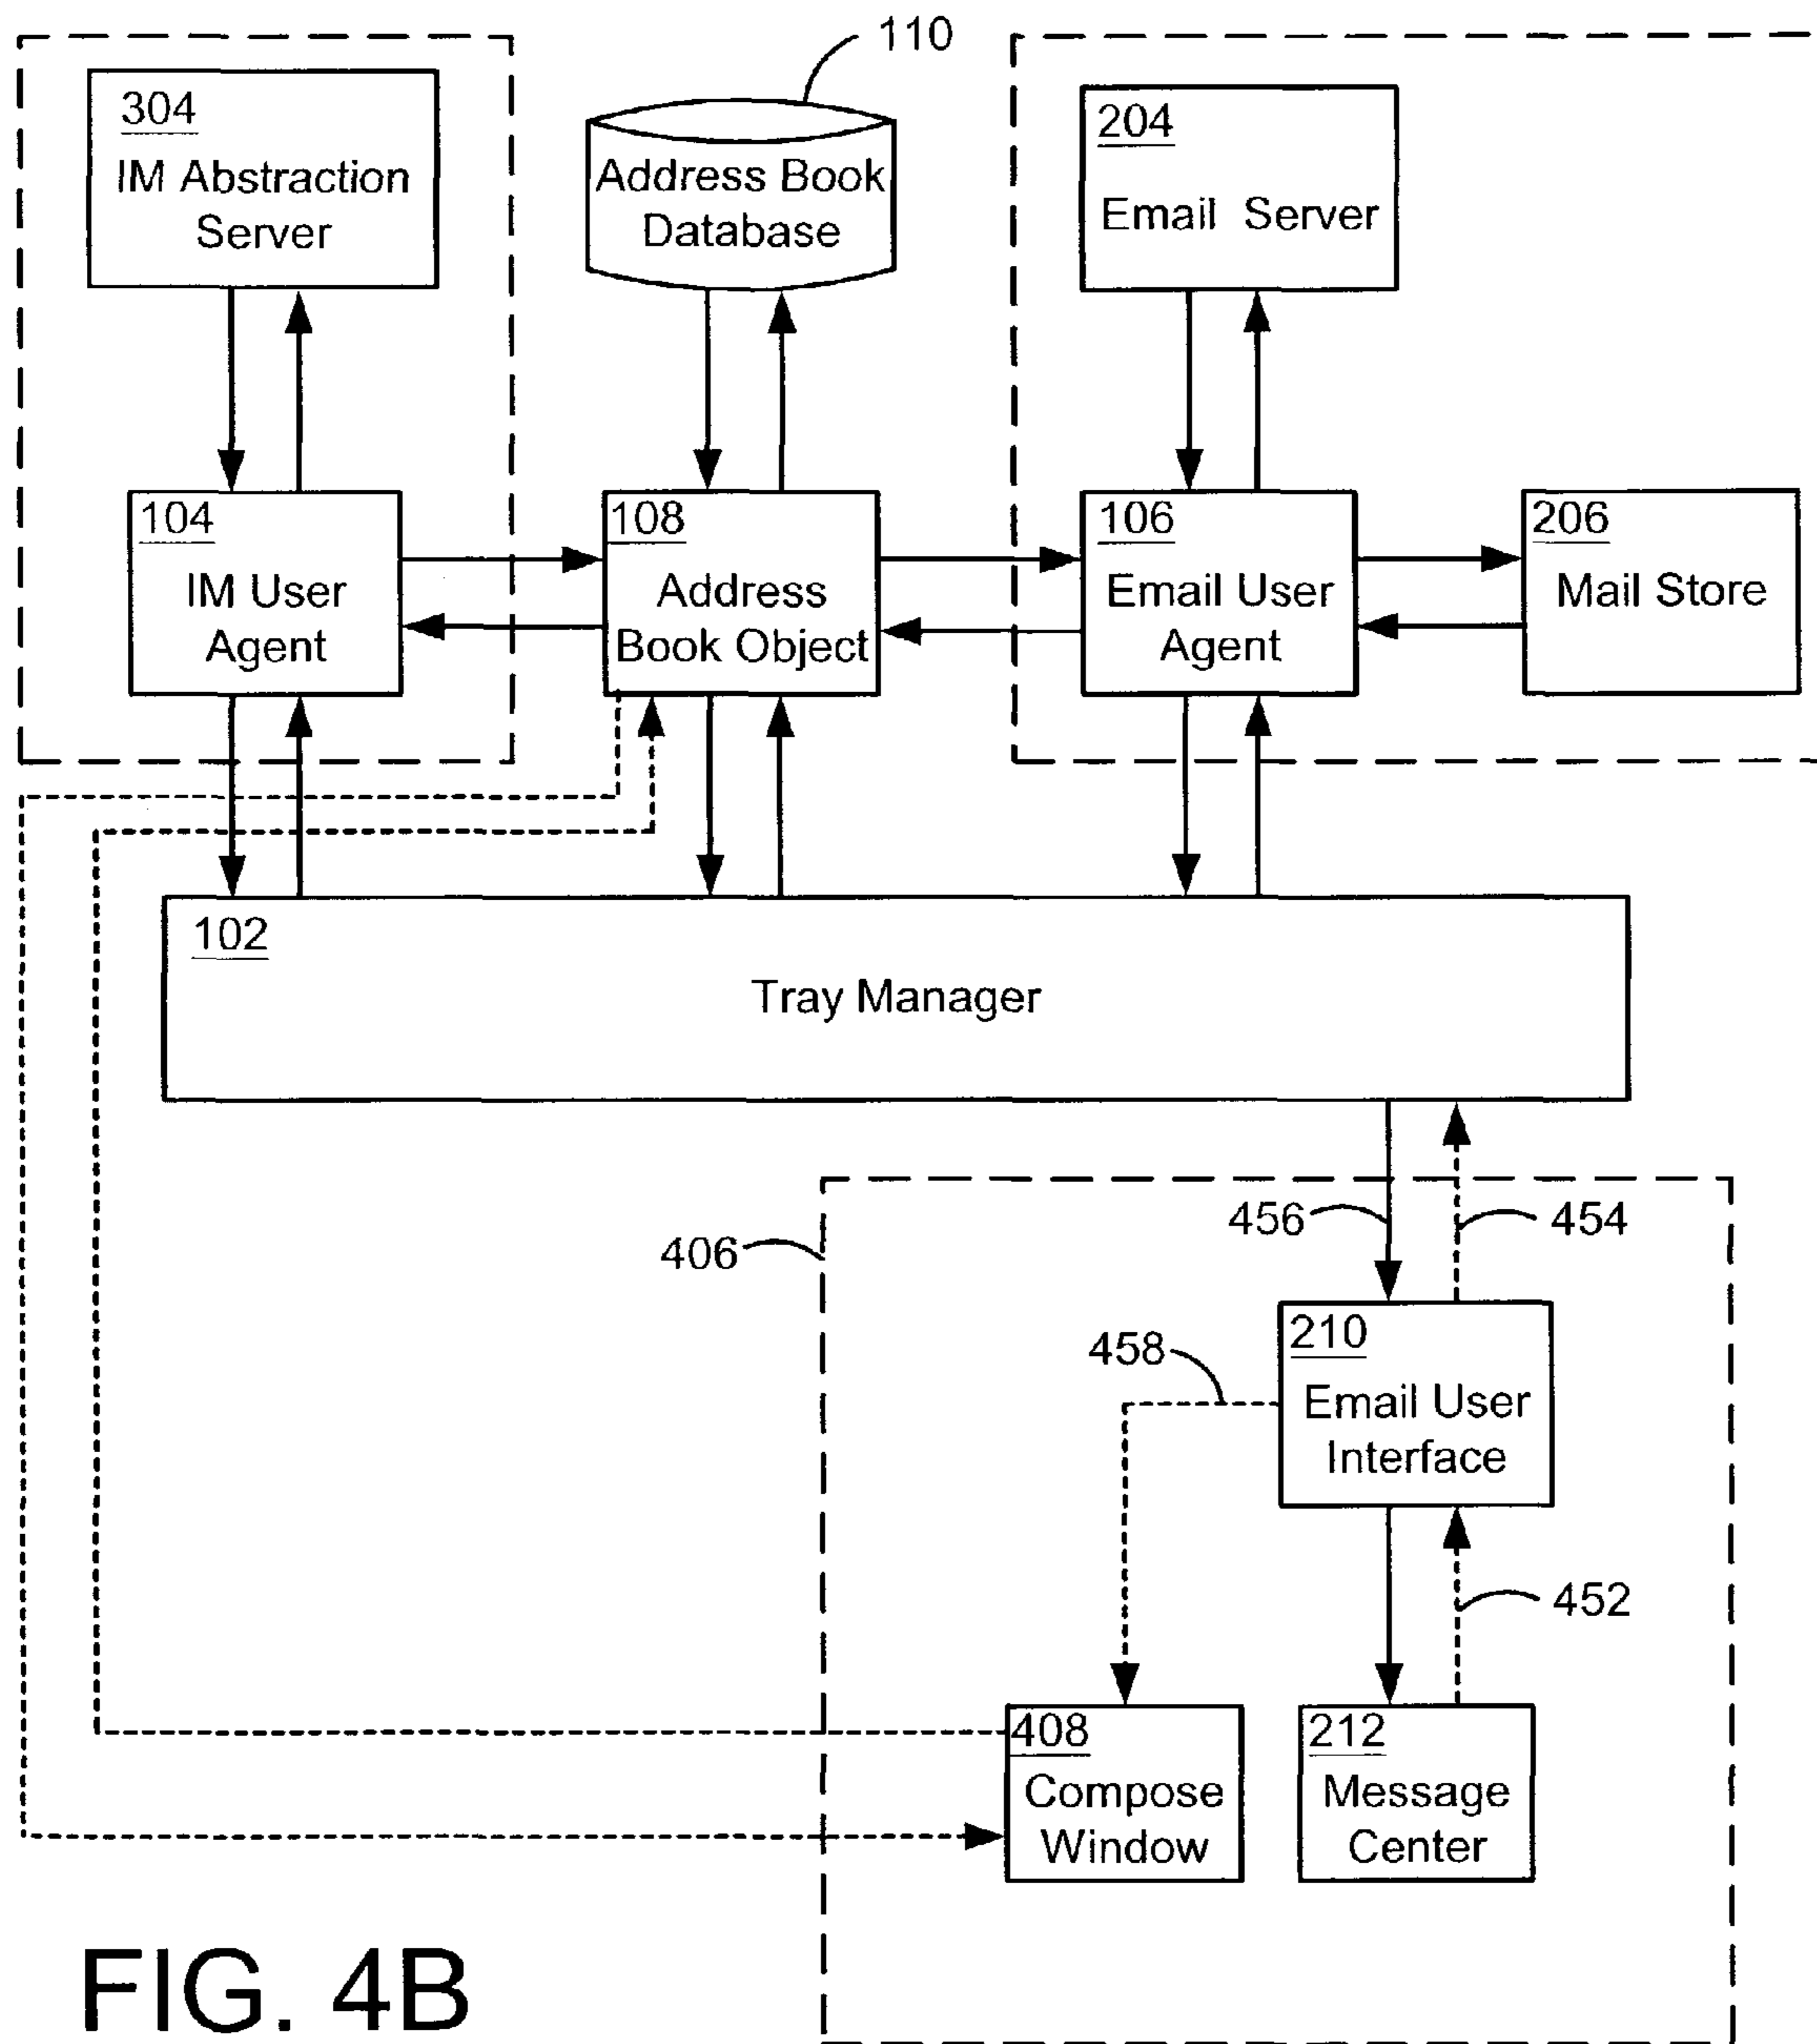 110
304
IM Abstraction
Server
Address Book
Database
204
Email Server
104
IM User
Agent
108
Address
Book Object
106
Email User
Agent
206
Mail Store
102
Tray Manager
406
456
454
210
Email User
Interface
458
452
408
Compose
Window
212
Message
Center
FIG. 4B